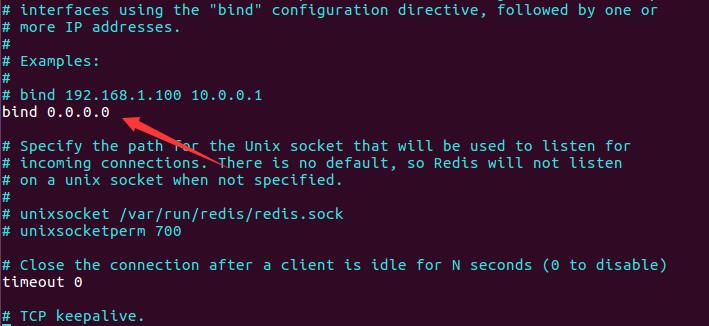 # interfaces using the "bind" configuration directive, followed by one or
# more IP addresses.
#
# Examples:
#
# bind 192.168.1.100 10.0.0.1
bind 0.0.0.0
# Specify the path for the Unix socket that will be used to listen for
# incoming connections. There is no default, so Redis will not listen
# on a unix socket when not specified.
#
# unixsocket /var/run/redis/redis.sock
# unixsocketperm 700
# Close the connection after a client is idle for N seconds (0 to disable)
timeout 0
# TCP keepalive.